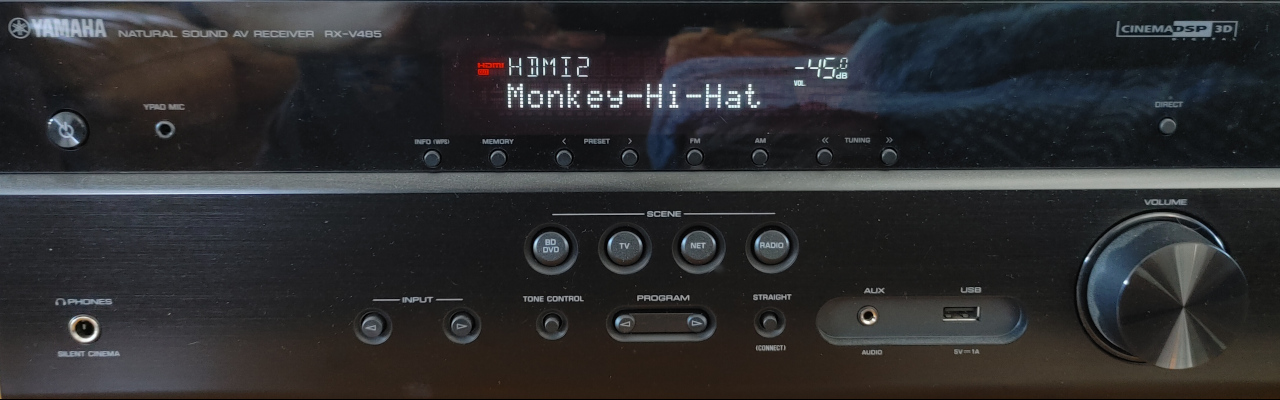 YAMAHA NATURAL SOUND AV RECEIVER RX-V485
CINEMA DSP 3D
DIGITAL
HDMI HDMI2
-45.0 dB
VOL.
Monkey-Hi-Hat
YPAO MIC
DIRECT
INFO (WPS) MEMORY < PRESET > FM AM << TUNING >>
VOLUME
SCENE
BD
DVD
TV
NET
RADIO
PHONES
INPUT
TONE CONTROL
PROGRAM
STRAIGHT
AUX
USB
SILENT CINEMA
(CONNECT)
AUDIO
5V⎓1A